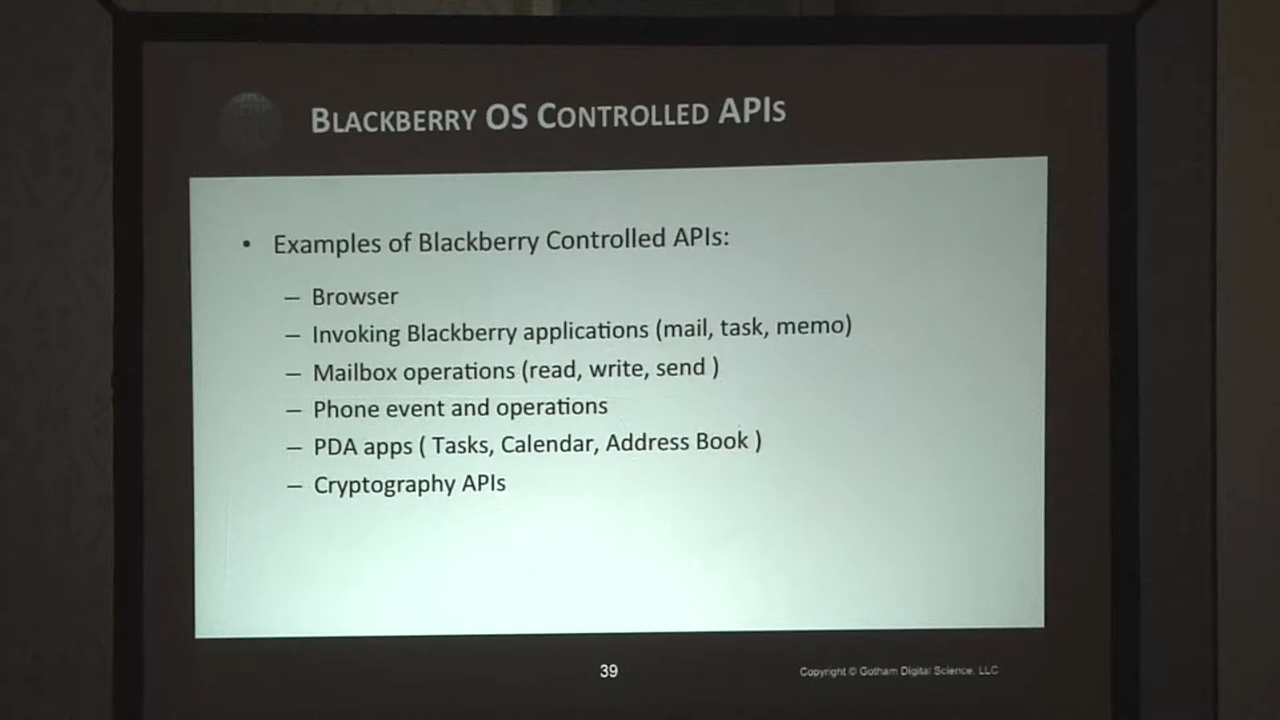 BLACKBERRY OS CONTROLLED APIS
• Examples of Blackberry Controlled APIs:
– Browser
– Invoking Blackberry applications (mail, task, memo)
– Mailbox operations (read, write, send )
– Phone event and operations
– PDA apps ( Tasks, Calendar, Address Book )
– Cryptography APIs
39
Copyright © Gotham Digital Science, LLC